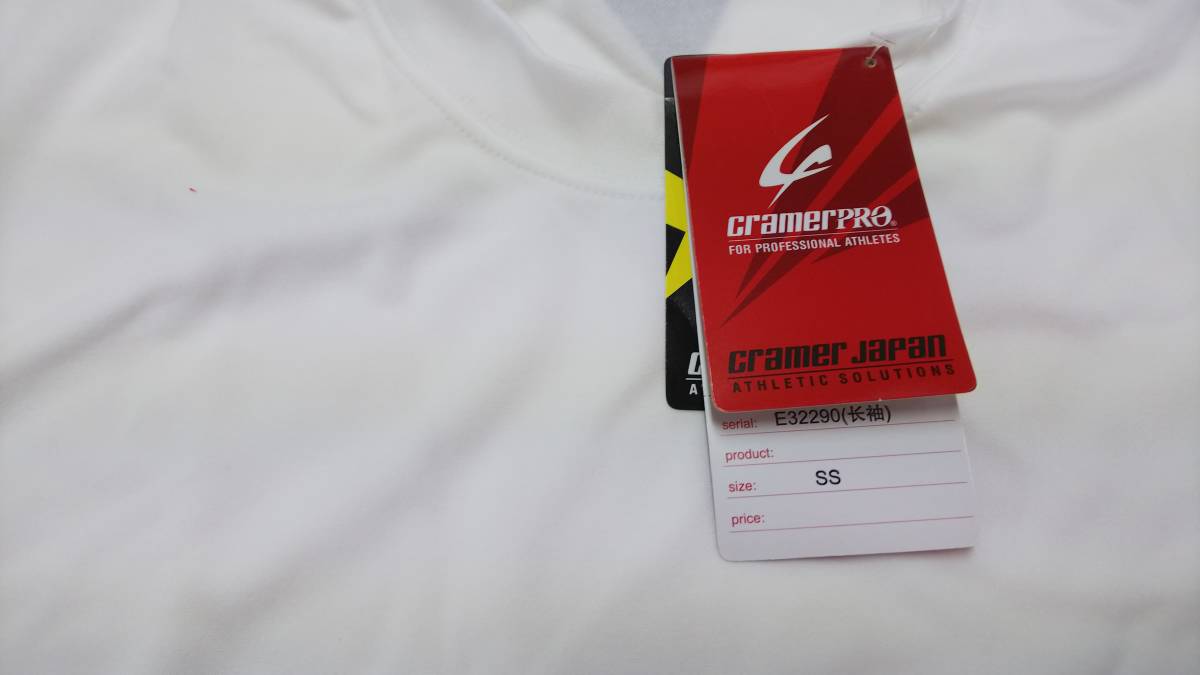 cramerPRO®
FOR PROFESSIONAL ATHLETES
cramer JAPAN
ATHLETIC SOLUTIONS
serial: E32290(长袖)
product:
size: SS
price: